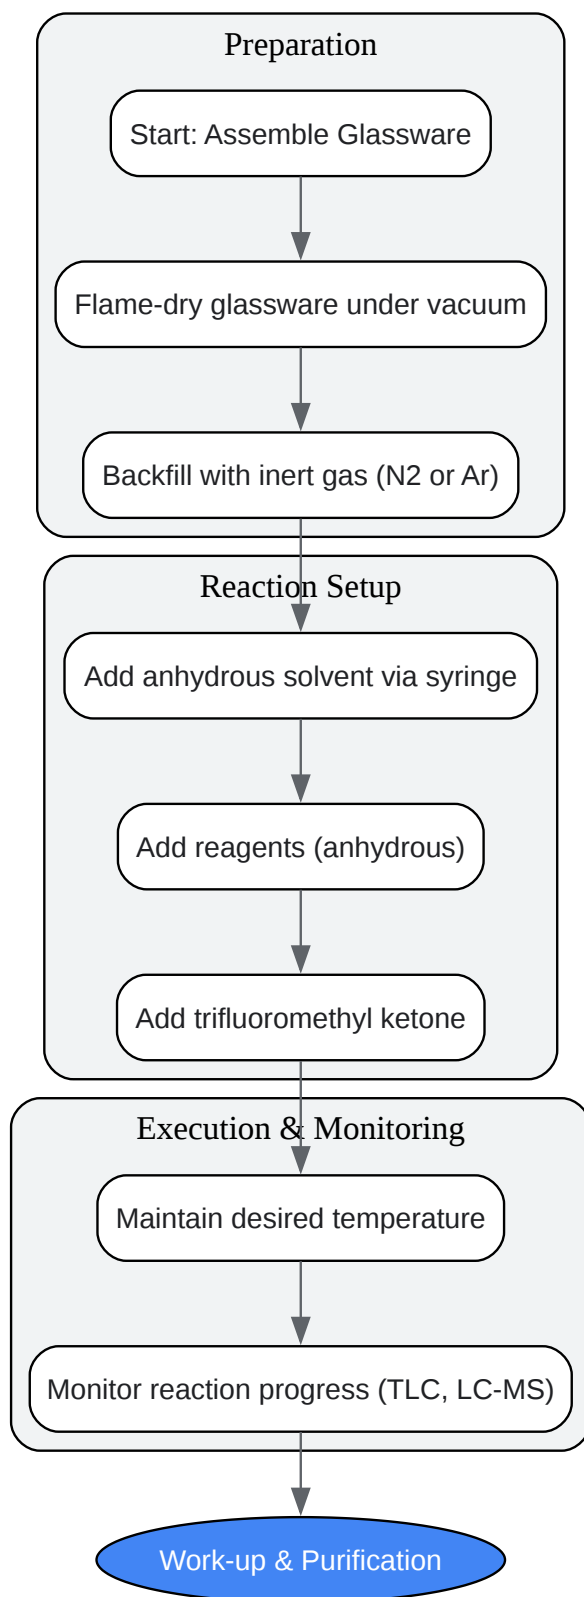 Preparation
Start: Assemble Glassware
Flame-dry glassware under vacuum
Backfill with inert gas (N2 or Ar)
Reaction Setup
Add anhydrous solvent via syringe
Add reagents (anhydrous)
Add trifluoromethyl ketone
Execution & Monitoring
Maintain desired temperature
Monitor reaction progress (TLC, LC-MS)
Work-up & Purification